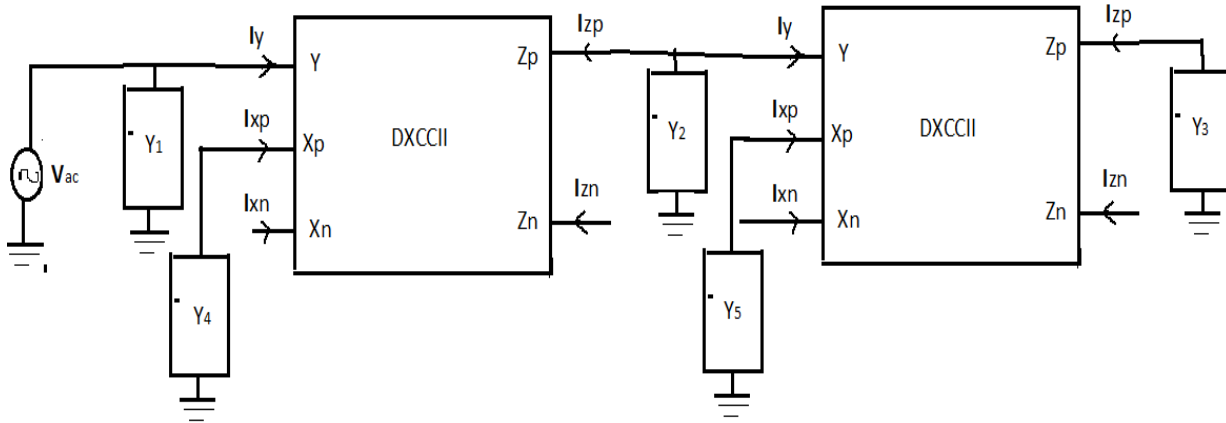 Iy
Izp
Iy
Izp
Y
Zp
Y
Zp
Y1
Ixp
Y2
Ixp
Y3
Xp
DXCCII
Xp
DXCCII
Vac
Ixn
Izn
Ixn
Izn
Xn
Zn
Xn
Zn
Y4
Y5